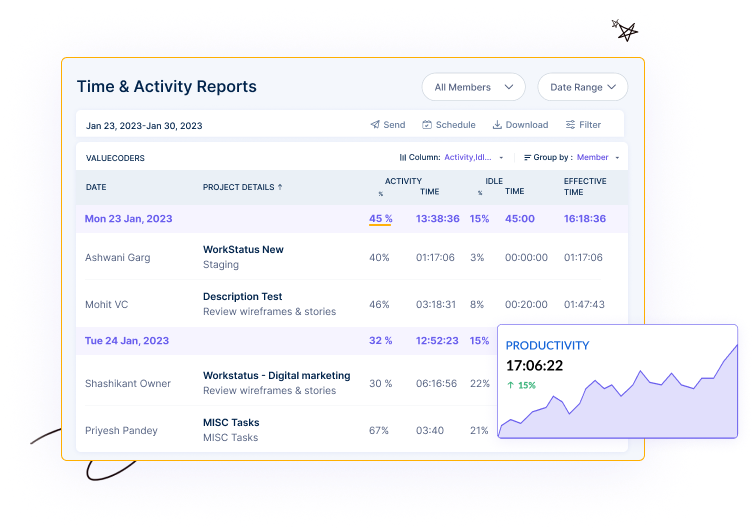 Time & Activity Reports
All Members
Date Range
Jan 23, 2023-Jan 30, 2023
Send
Schedule
Download
Filter
VALUECODERS
Column: Activity,Idl...
Group by : Member
DATE
PROJECT DETAILS ↑
ACTIVITY
% TIME
IDLE
% TIME
EFFECTIVE
TIME
Mon 23 Jan, 2023 45 % 13:38:36 15% 45:00 16:18:36
Ashwani Garg
WorkStatus New
Staging
40% 01:17:06 3% 00:00:00 01:17:06
Mohit VC
Description Test
Review wireframes & stories
46% 03:18:31 8% 00:20:00 01:47:43
Tue 24 Jan, 2023 32 % 12:52:23 15%
Shashikant Owner
Workstatus - Digital marketing
Review wireframes & stories
30 % 06:16:56 22%
Priyesh Pandey
MISC Tasks
MISC Tasks
67% 03:40 21%
PRODUCTIVITY
17:06:22
↑ 15%